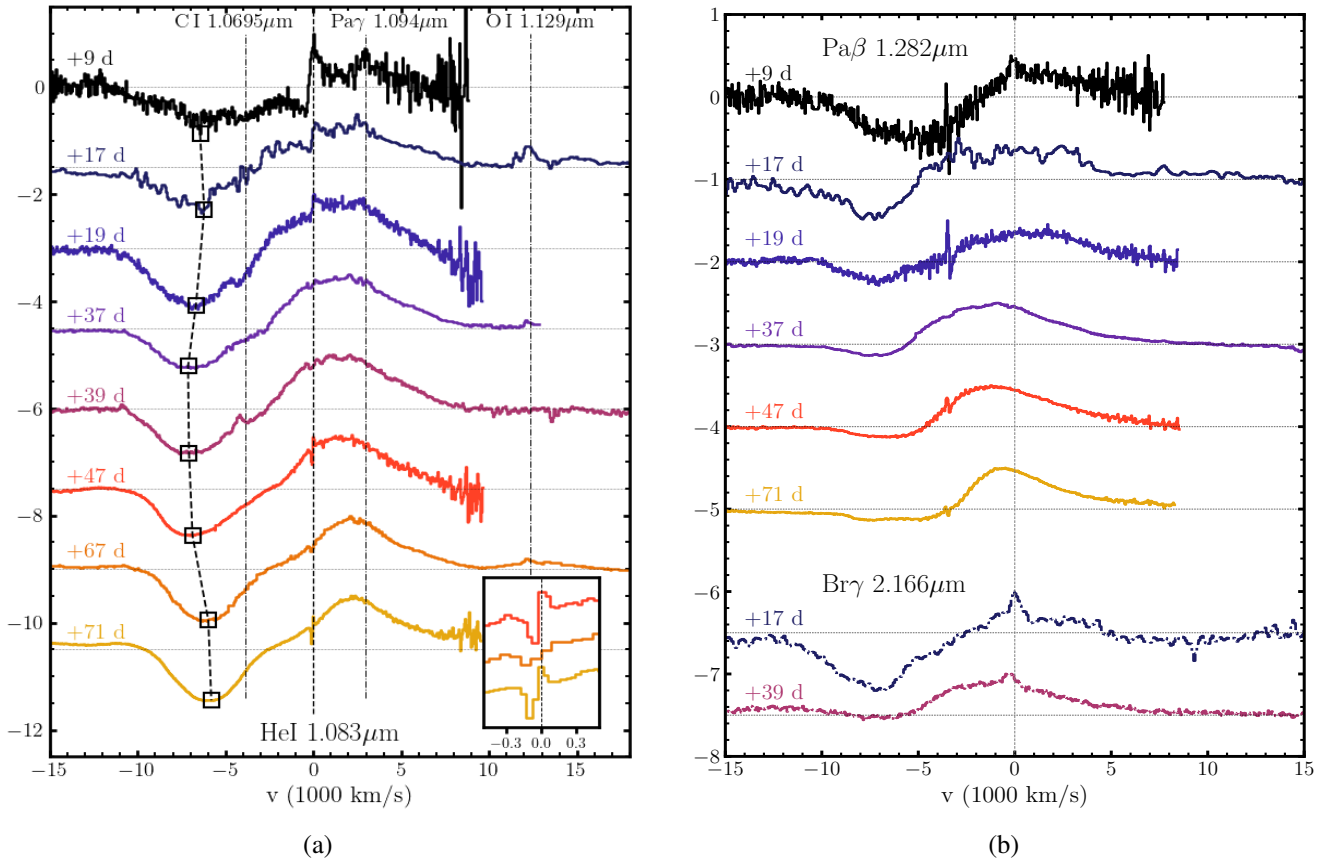 C I 1.0695μm Paγ 1.094μm O I 1.129μm
+9 d
+17 d
+19 d
+37 d
+39 d
+47 d
+67 d
+71 d
HeI 1.083μm
0
−2
−4
−6
−8
−10
−12
−0.3 0.0 0.3
−15 −10 −5 0 5 10 15
v (1000 km/s)
(a)
Paβ 1.282μm
+9 d
+17 d
+19 d
+37 d
+47 d
+71 d
Brγ 2.166μm
+17 d
+39 d
1
0
−1
−2
−3
−4
−5
−6
−7
−8
−15 −10 −5 0 5 10 15
v (1000 km/s)
(b)